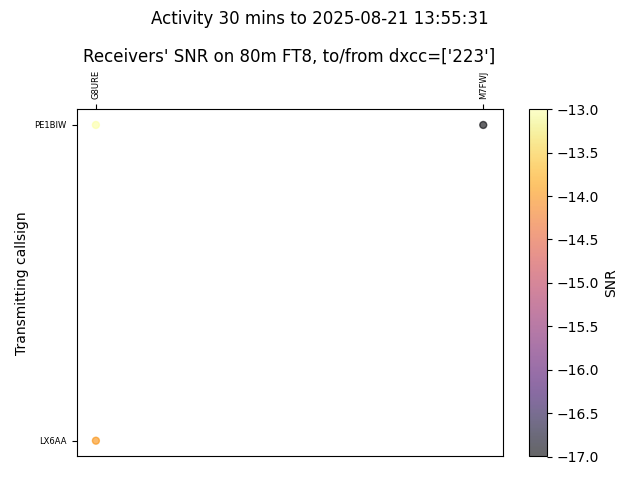 Activity 30 mins to 2025-08-21 13:55:31
Receivers' SNR on 80m FT8, to/from dxcc=['223']
G8URE
M7FWJ
PE1BIW
LX6AA
Transmitting callsign
−13.0
−13.5
−14.0
−14.5
−15.0
−15.5
−16.0
−16.5
−17.0
SNR